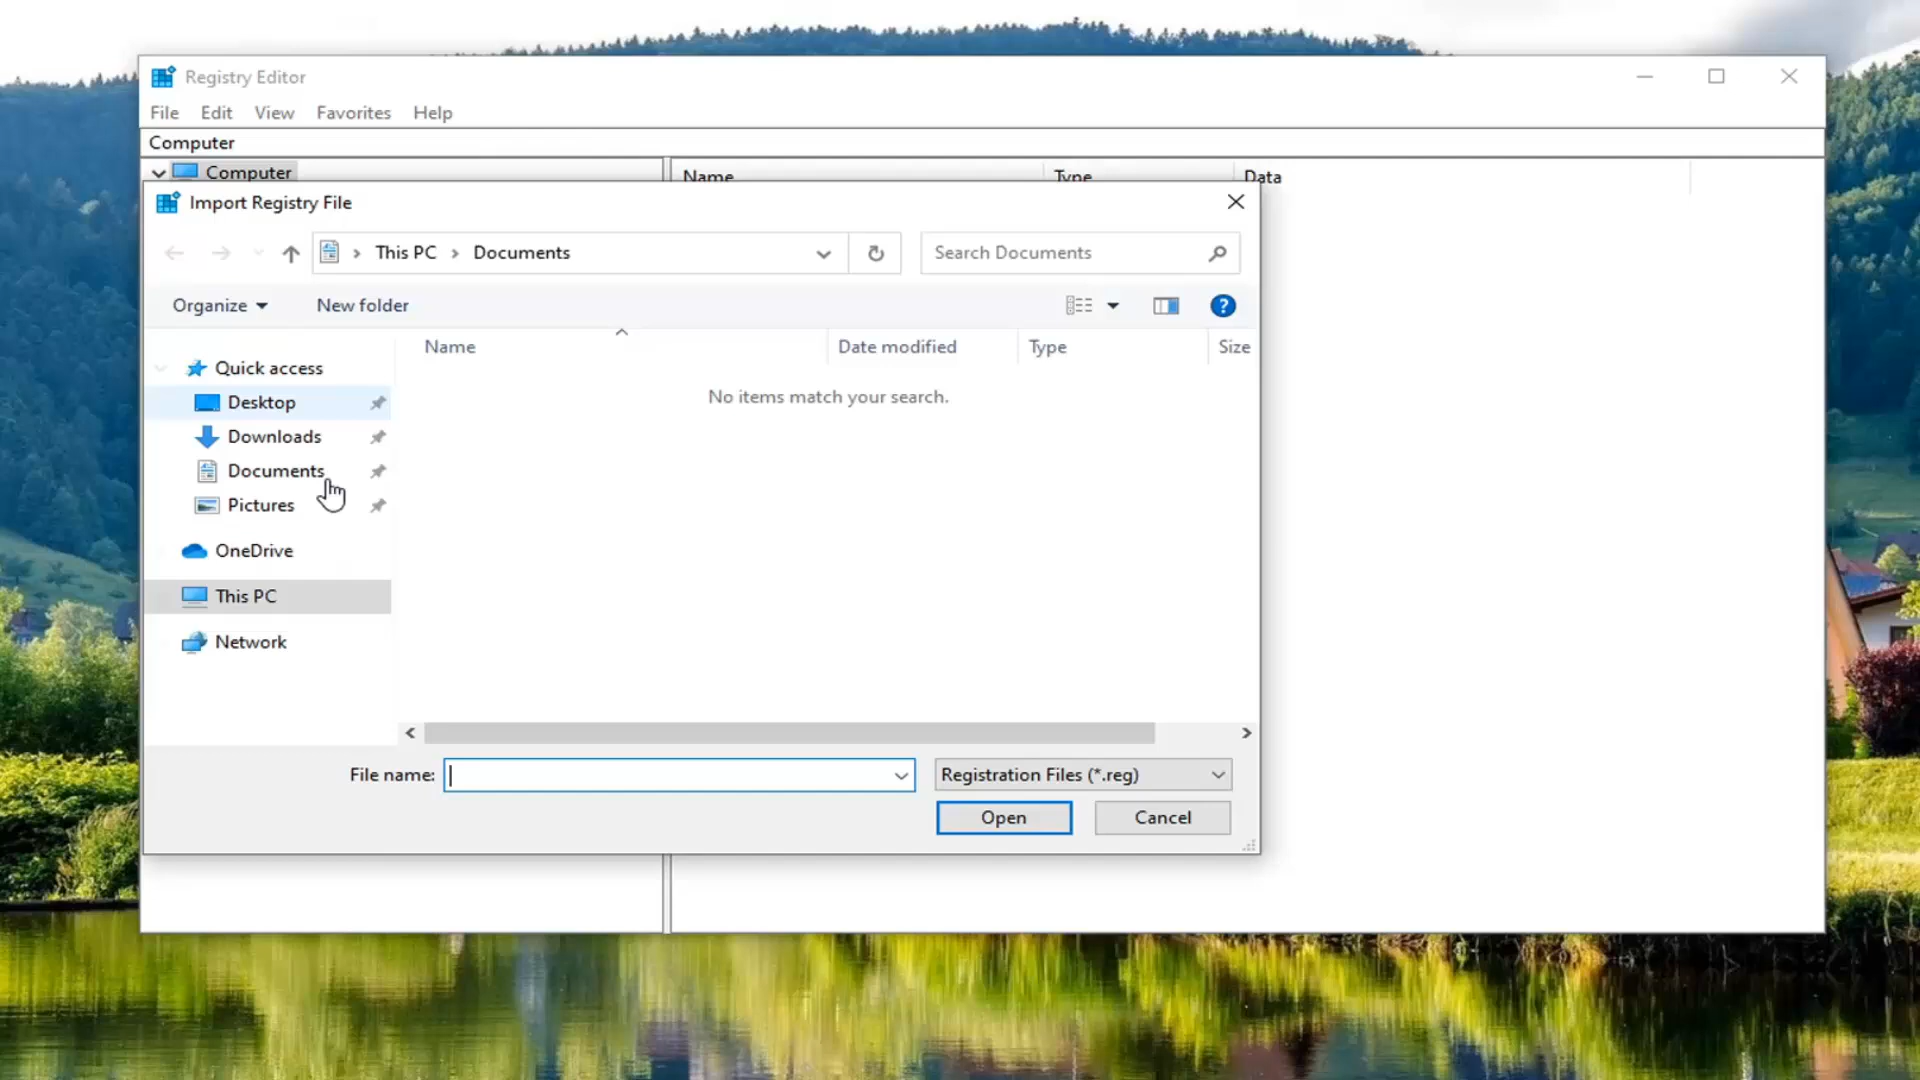 Registry Editor
File Edit View Favorites Help
Computer
Computer
Name Type Data
Import Registry File
This PC > Documents
Search Documents
Organize New folder
?
Name Date modified Type Size
No items match your search.
Quick access
Desktop
Downloads
Documents
Pictures
OneDrive
This PC
Network
File name: Registration Files (*.reg)
Open Cancel